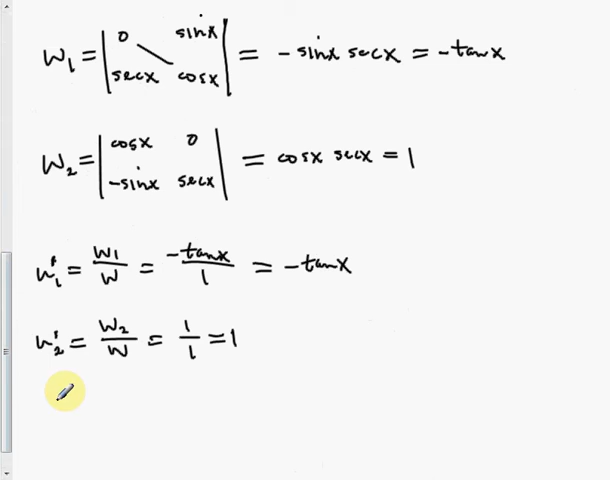 W₁ = | 0 sinx ; secx cosx | = - sinx secx = - tanx
W₂ = | cosx 0 ; -sinx secx | = cosx secx = 1
u₁' = W₁/W = -tanx/1 = - tanx
u₂' = W₂/W = 1/1 = 1